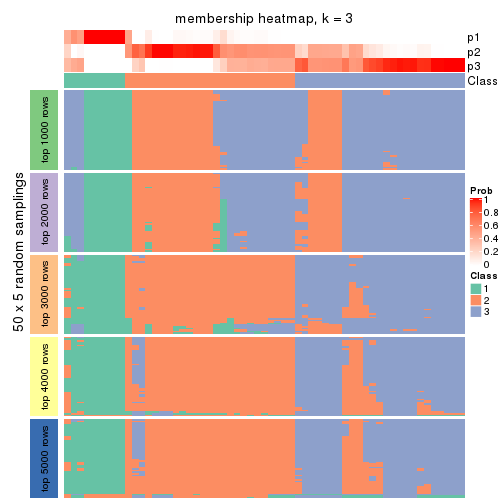 membership heatmap, k = 3
p1
p2
p3
Class
50 x 5 random samplings
top 1000 rows
top 2000 rows
top 3000 rows
top 4000 rows
top 5000 rows
Prob
1
0.8
0.6
0.4
0.2
0
Class
1
2
3